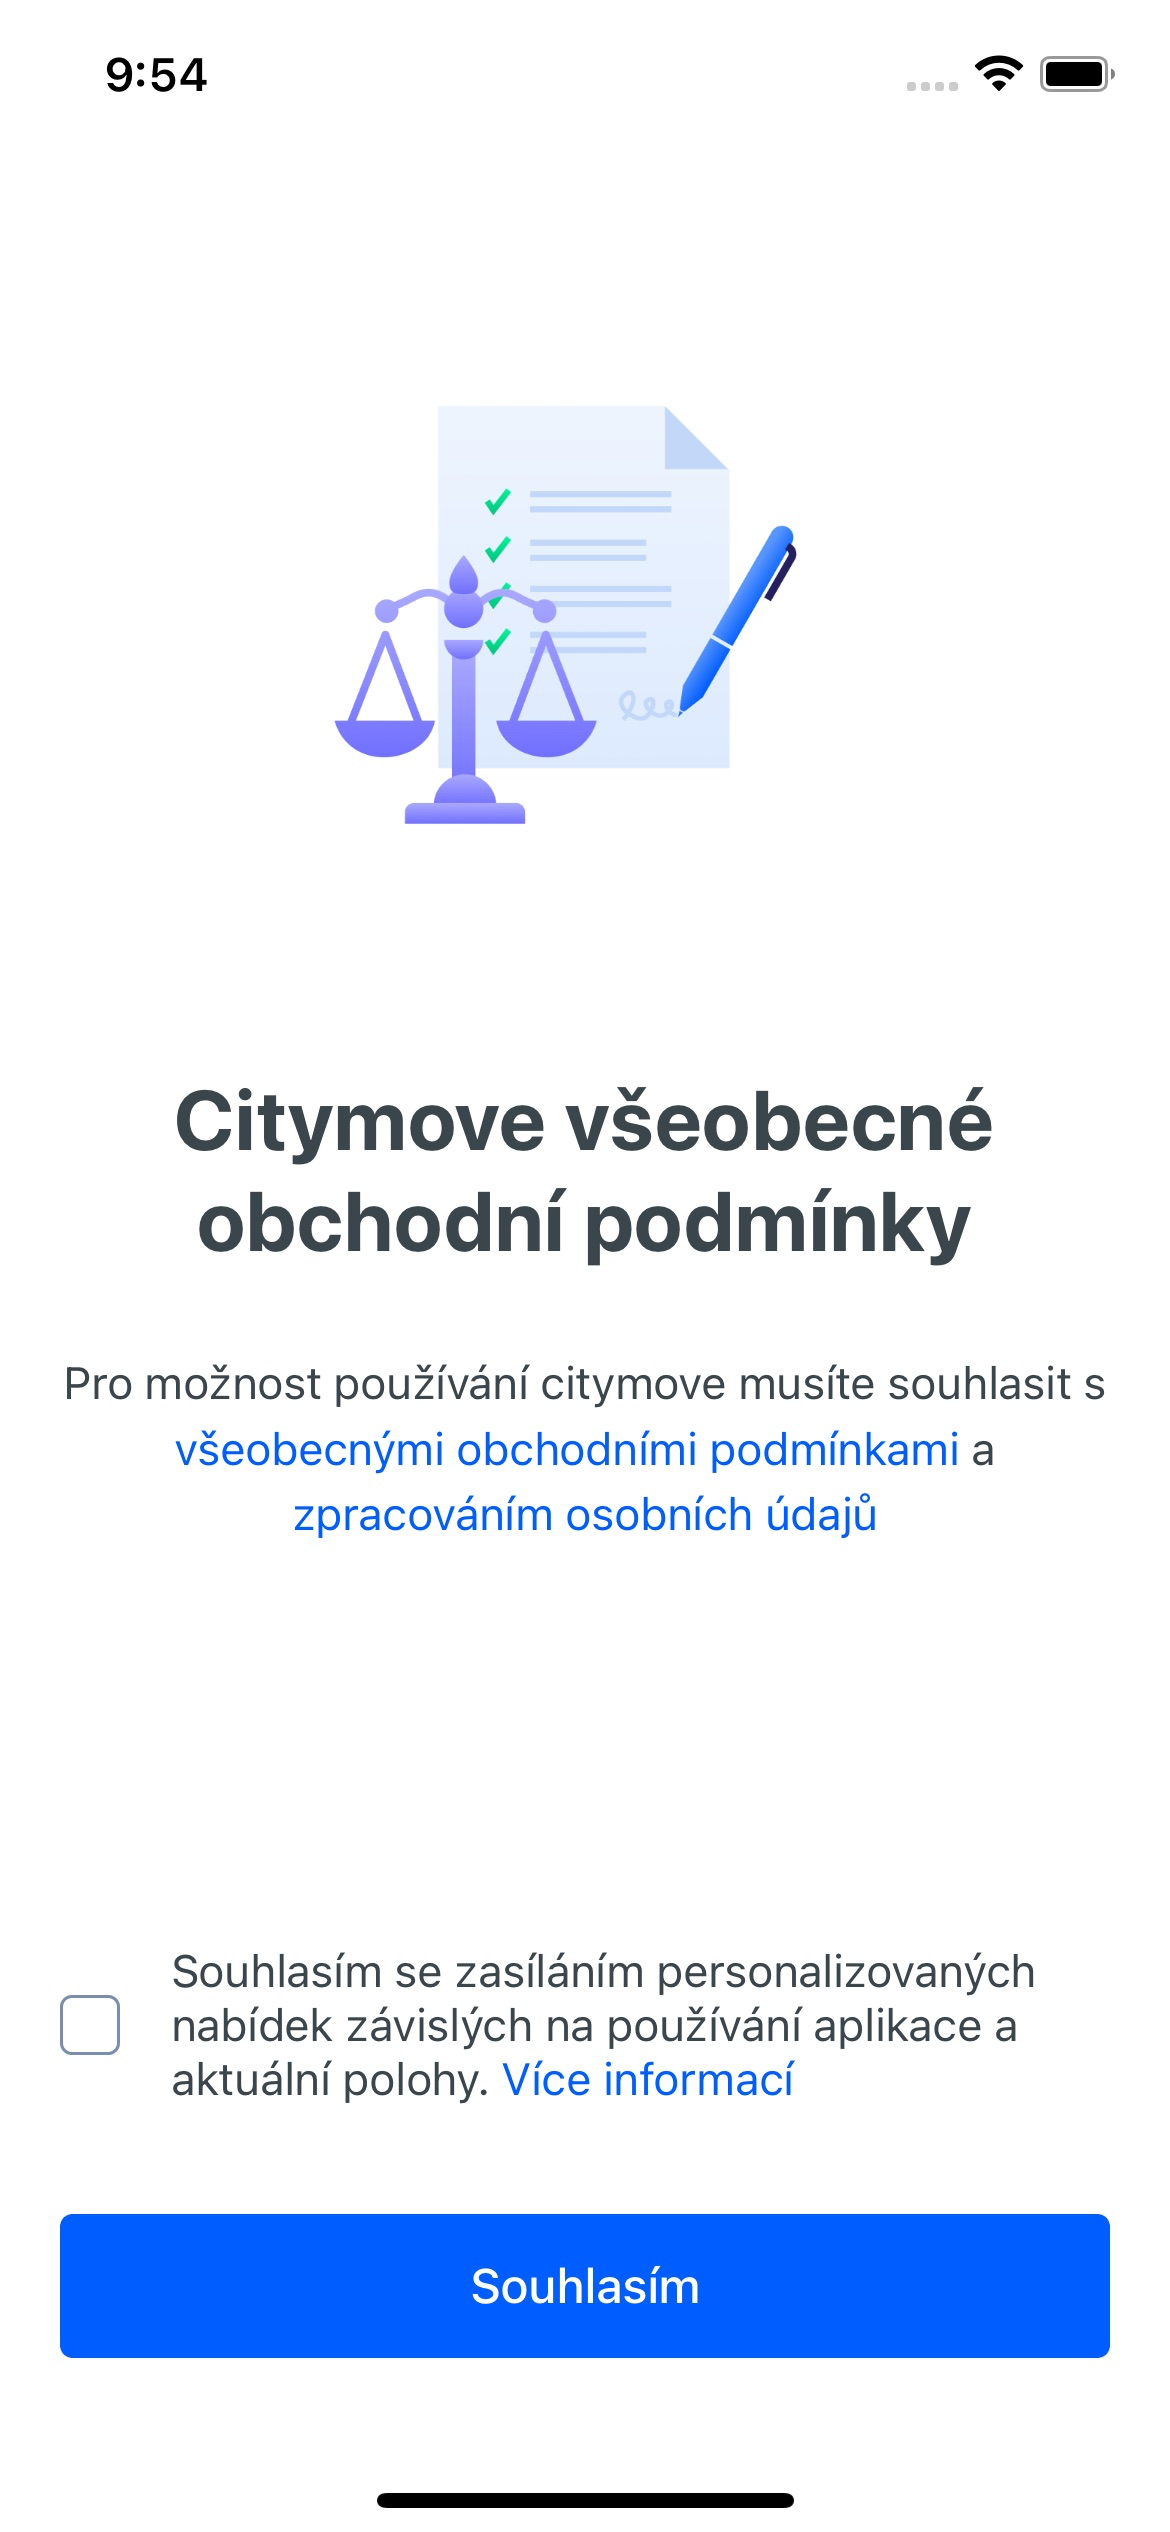 9:54
Citymove všeobecné
obchodní podmínky
Pro možnost používání citymove musíte souhlasit s
všeobecnými obchodními podmínkami a
zpracováním osobních údajů
Souhlasím se zasíláním personalizovaných
nabídek závislých na používání aplikace a
aktuální polohy. Více informací
Souhlasím